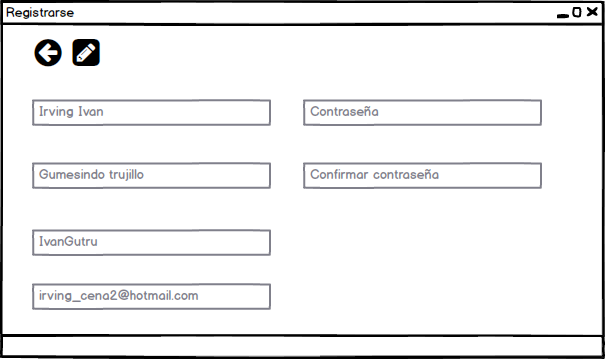 Registrarse
Irving Ivan
Contraseña
Gumesindo trujillo
Confirmar contraseña
IvanGutru
irving_cena2@hotmail.com